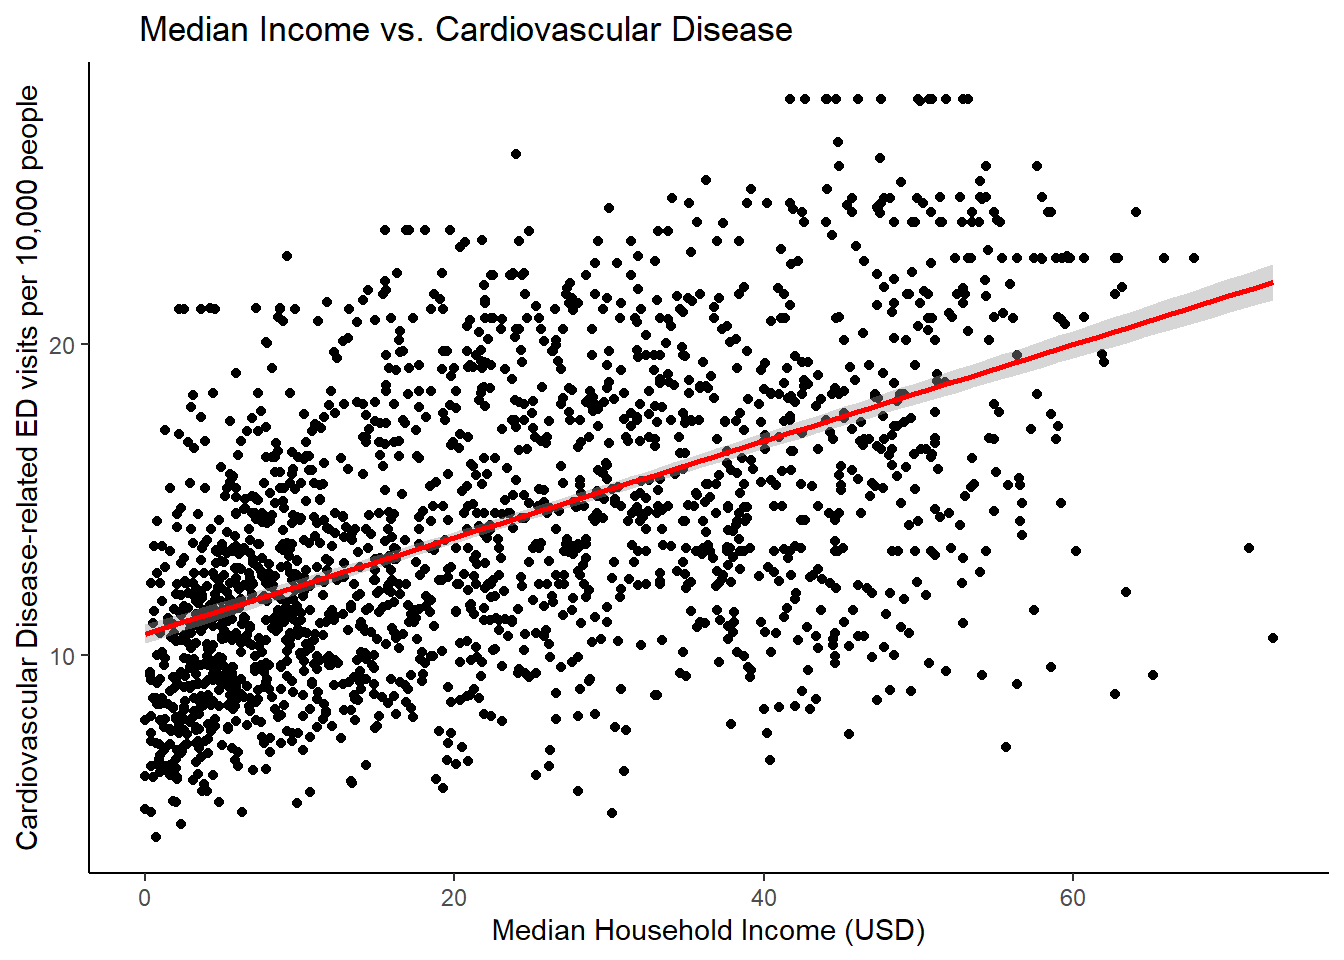 Median Income vs. Cardiovascular Disease
Cardiovascular Disease-related ED visits per 10,000 people
20
10
0
20
40
60
Median Household Income (USD)